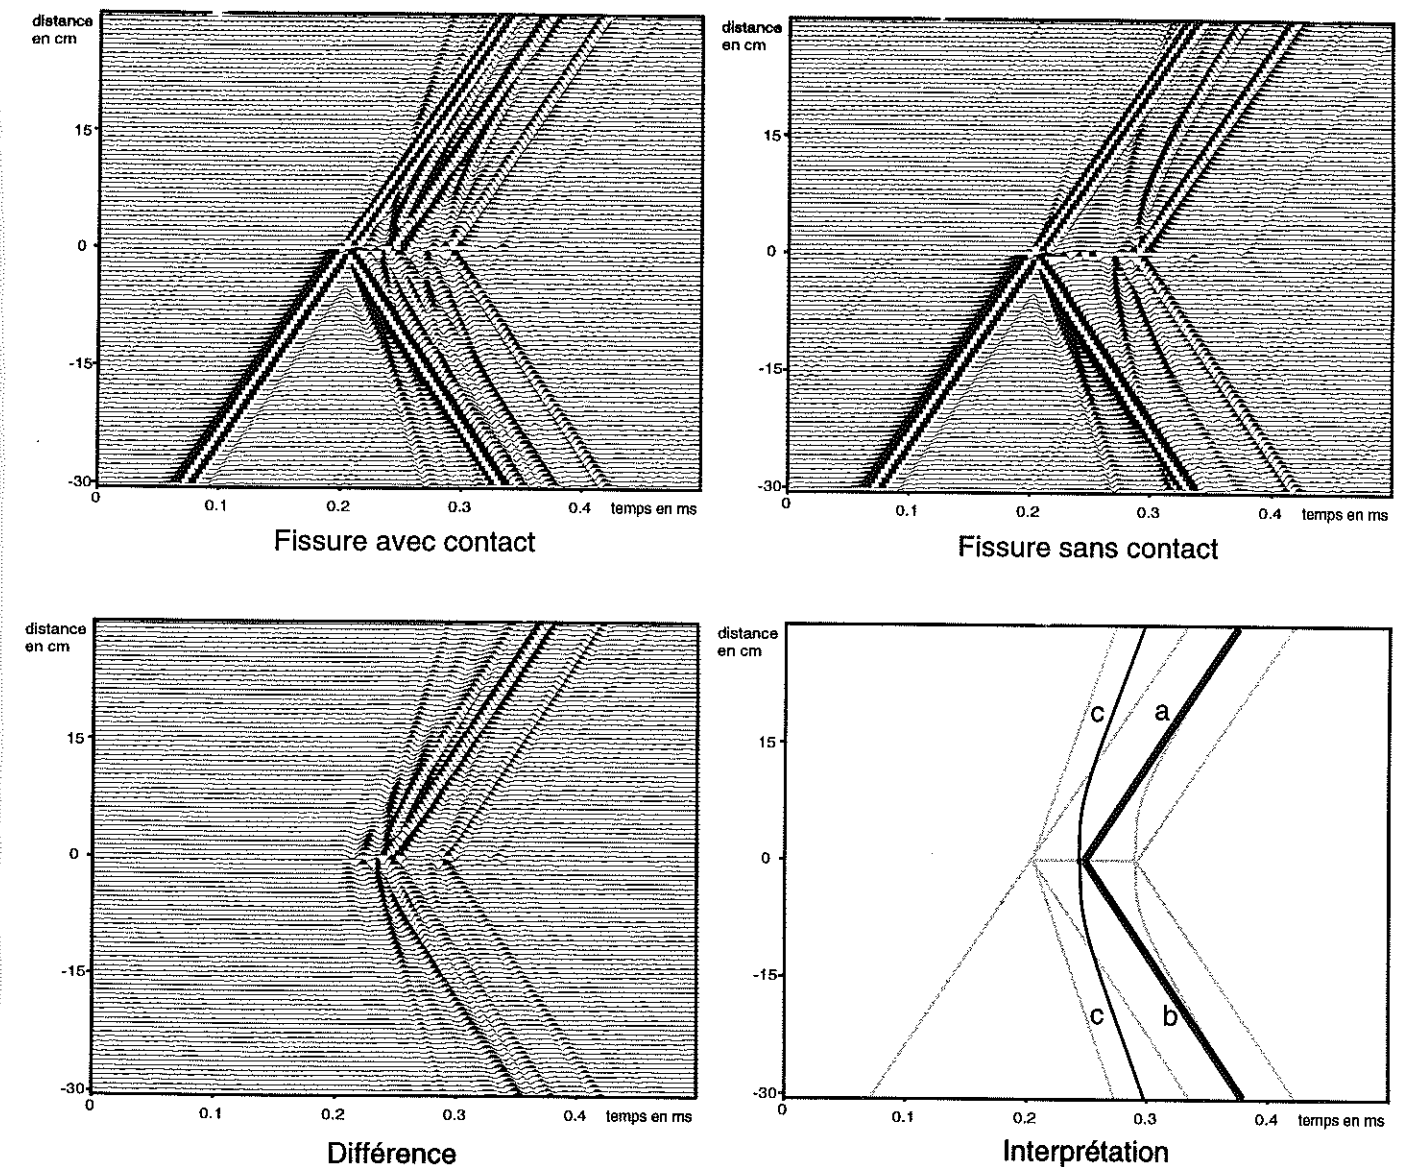 distance
en cm
15
0
-15
-30
0
0.1
0.2
0.3
0.4
temps en ms
Fissure avec contact
distance
en cm
15
0
-15
-30
0
0.1
0.2
0.3
0.4
temps en ms
Fissure sans contact
distance
en cm
15
0
-15
-30
0
0.1
0.2
0.3
0.4
temps en ms
Différence
distance
en cm
c
a
15
0
-15
c
b
-30
0
0.1
0.2
0.3
0.4
temps en ms
Interprétation